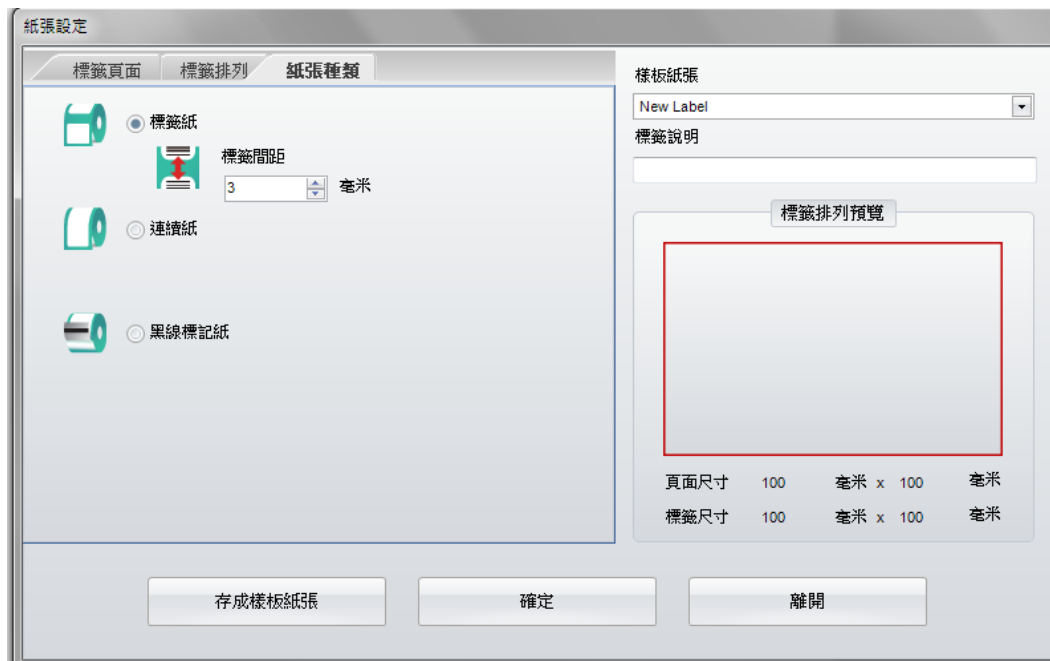 紙張設定
標籤頁面 標籤排列 紙張種類
標籤紙
標籤間距
3 毫米
連續紙
黑線標記紙
樣板紙張
New Label
標籤說明
標籤排列預覽
頁面尺寸 100 毫米 x 100 毫米
標籤尺寸 100 毫米 x 100 毫米
存成樣板紙張 確定 離開